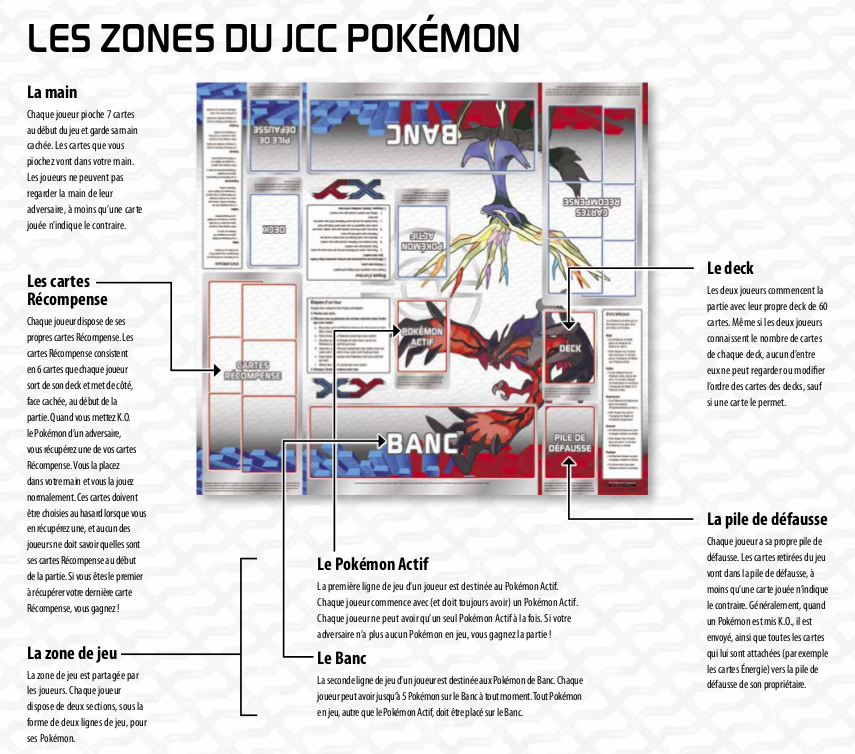 LES ZONES DU JCC POKÉMON
La main
Chaque joueur pioche 7 cartes
au début du jeu et garde sa main
cachée. Les cartes que vous
piochez vont dans votre main.
Les joueurs ne peuvent pas
regarder la main de leur
adversaire, à moins qu’une carte
jouée n’indique le contraire.
Les cartes
Récompense
Chaque joueur dispose de ses
propres cartes Récompense. Les
cartes Récompense consistent
en 6 cartes que chaque joueur
sort de son deck et met de côté,
face cachée, au début de la
partie. Quand vous mettez K.O.
le Pokémon d’un adversaire,
vous récupérez une de vos cartes
Récompense. Vous la placez
dans votre main et vous la jouez
normalement. Ces cartes doivent
être choisies au hasard lorsque vous
en récupérez une, et aucun des
joueurs ne doit savoir quelles sont
ses cartes Récompense au début
de la partie. Si vous êtes le premier
à récupérer votre dernière carte
Récompense, vous gagnez !
La zone de jeu
La zone de jeu est partagée par
les joueurs. Chaque joueur
dispose de deux sections, sous la
forme de deux lignes de jeu, pour
ses Pokémon.
PILE DE
DÉFAUSSE
BANC
DECK
XY
POKÉMON
ACTIF
CARTES
RÉCOMPENSE
CARTES
RÉCOMPENSE
Étapes d’un tour
POKÉMON
ACTIF
DECK
XY
BANC
PILE DE
DÉFAUSSE
Le Pokémon Actif
La première ligne de jeu d’un joueur est destinée au Pokémon Actif.
Chaque joueur commence avec (et doit toujours avoir) un Pokémon Actif.
Chaque joueur ne peut avoir qu’un seul Pokémon Actif à la fois. Si votre
adversaire n’a plus aucun Pokémon en jeu, vous gagnez la partie !
Le Banc
La seconde ligne de jeu d’un joueur est destinée aux Pokémon de Banc. Chaque
joueur peut avoir jusqu’à 5 Pokémon sur le Banc à tout moment. Tout Pokémon
en jeu, autre que le Pokémon Actif, doit être placé sur le Banc.
Le deck
Les deux joueurs commencent la
partie avec leur propre deck de 60
cartes. Même si les deux joueurs
connaissent le nombre de cartes
de chaque deck, aucun d’entre
eux ne peut regarder ou modifier
l’ordre des cartes des decks, sauf
si une carte le permet.
La pile de défausse
Chaque joueur a sa propre pile de
défausse. Les cartes retirées du jeu
vont dans la pile de défausse, à
moins qu’une carte jouée n’indique
le contraire. Généralement, quand
un Pokémon est mis K.O., il est
envoyé, ainsi que toutes les cartes
qui lui sont attachées (par exemple
les cartes Énergie) vers la pile de
défausse de son propriétaire.